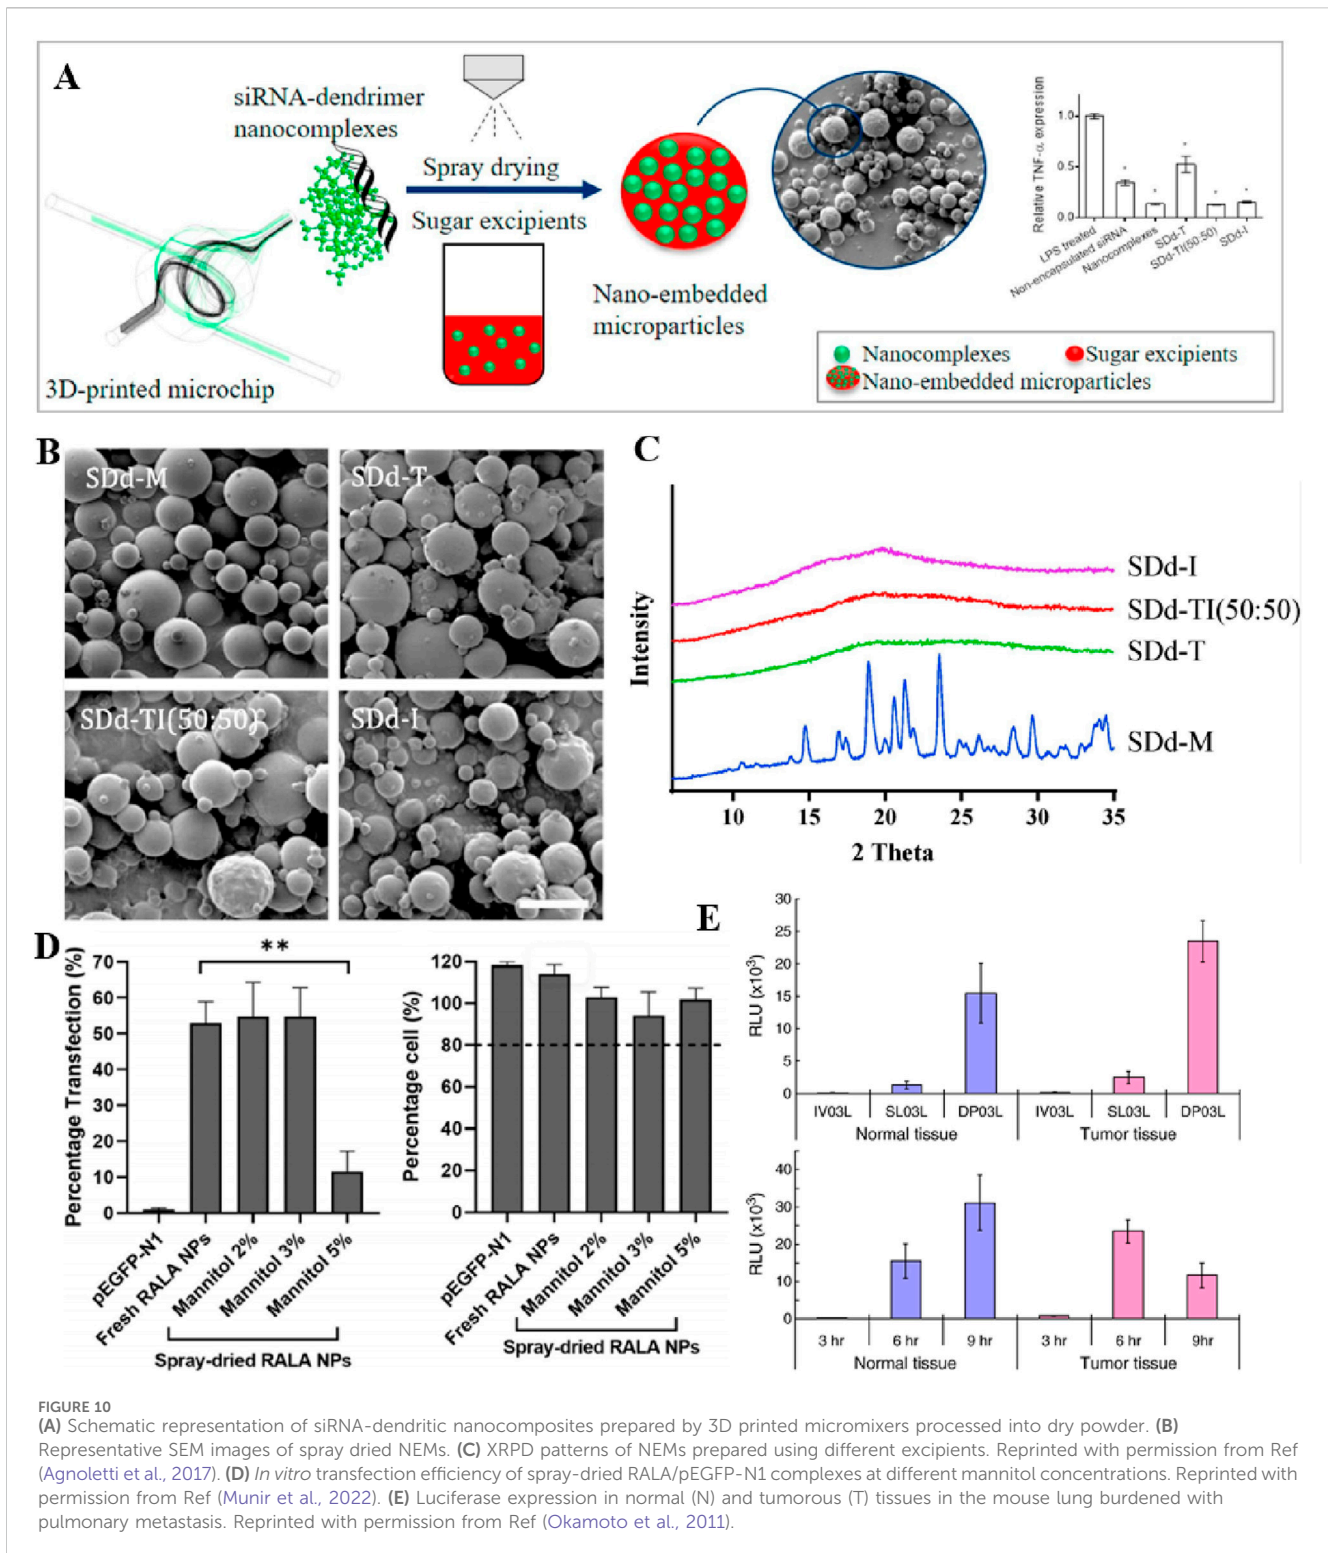 (A)
siRNA-dendrimer
nanocomplexes
Spray drying
Sugar excipients
Nano-embedded
microparticles
3D-printed microchip
Relative TNF-α expression
1.0
0.5
0.0
*
*
*
*
*
LPS treated
Non-encapsulated siRNA
Nanocomplexes
SDd-T
SDd-TI(50:50)
SDd-I
Nanocomplexes
Sugar excipients
Nano-embedded microparticles
B
SDd-M
SDd-T
SDd-TI(50:50)
SDd-I
C
Intensity
SDd-I
SDd-TI(50:50)
SDd-T
SDd-M
10 15 20 25 30 35
2 Theta
D
Percentage Transfection (%)
70
60
50
40
30
20
10
0
**
pEGFP-N1
Fresh RALA NPs
Mannitol 2%
Mannitol 3%
Mannitol 5%
Spray-dried RALA NPs
Percentage cell (%)
120
100
80
60
40
20
0
pEGFP-N1
Fresh RALA NPs
Mannitol 2%
Mannitol 3%
Mannitol 5%
Spray-dried RALA NPs
E
RLU (x10³)
30
25
20
15
10
5
0
IV03L SL03L DP03L IV03L SL03L DP03L
Normal tissue Tumor tissue
RLU (x10³)
40
30
20
10
0
3 hr 6 hr 9 hr 3 hr 6 hr 9hr
Normal tissue Tumor tissue
FIGURE 10
(A) Schematic representation of siRNA-dendritic nanocomposites prepared by 3D printed micromixers processed into dry powder. (B)
Representative SEM images of spray dried NEMs. (C) XRPD patterns of NEMs prepared using different excipients. Reprinted with permission from Ref
(Agnoletti et al., 2017). (D) In vitro transfection efficiency of spray-dried RALA/pEGFP-N1 complexes at different mannitol concentrations. Reprinted with
permission from Ref (Munir et al., 2022). (E) Luciferase expression in normal (N) and tumorous (T) tissues in the mouse lung burdened with
pulmonary metastasis. Reprinted with permission from Ref (Okamoto et al., 2011).